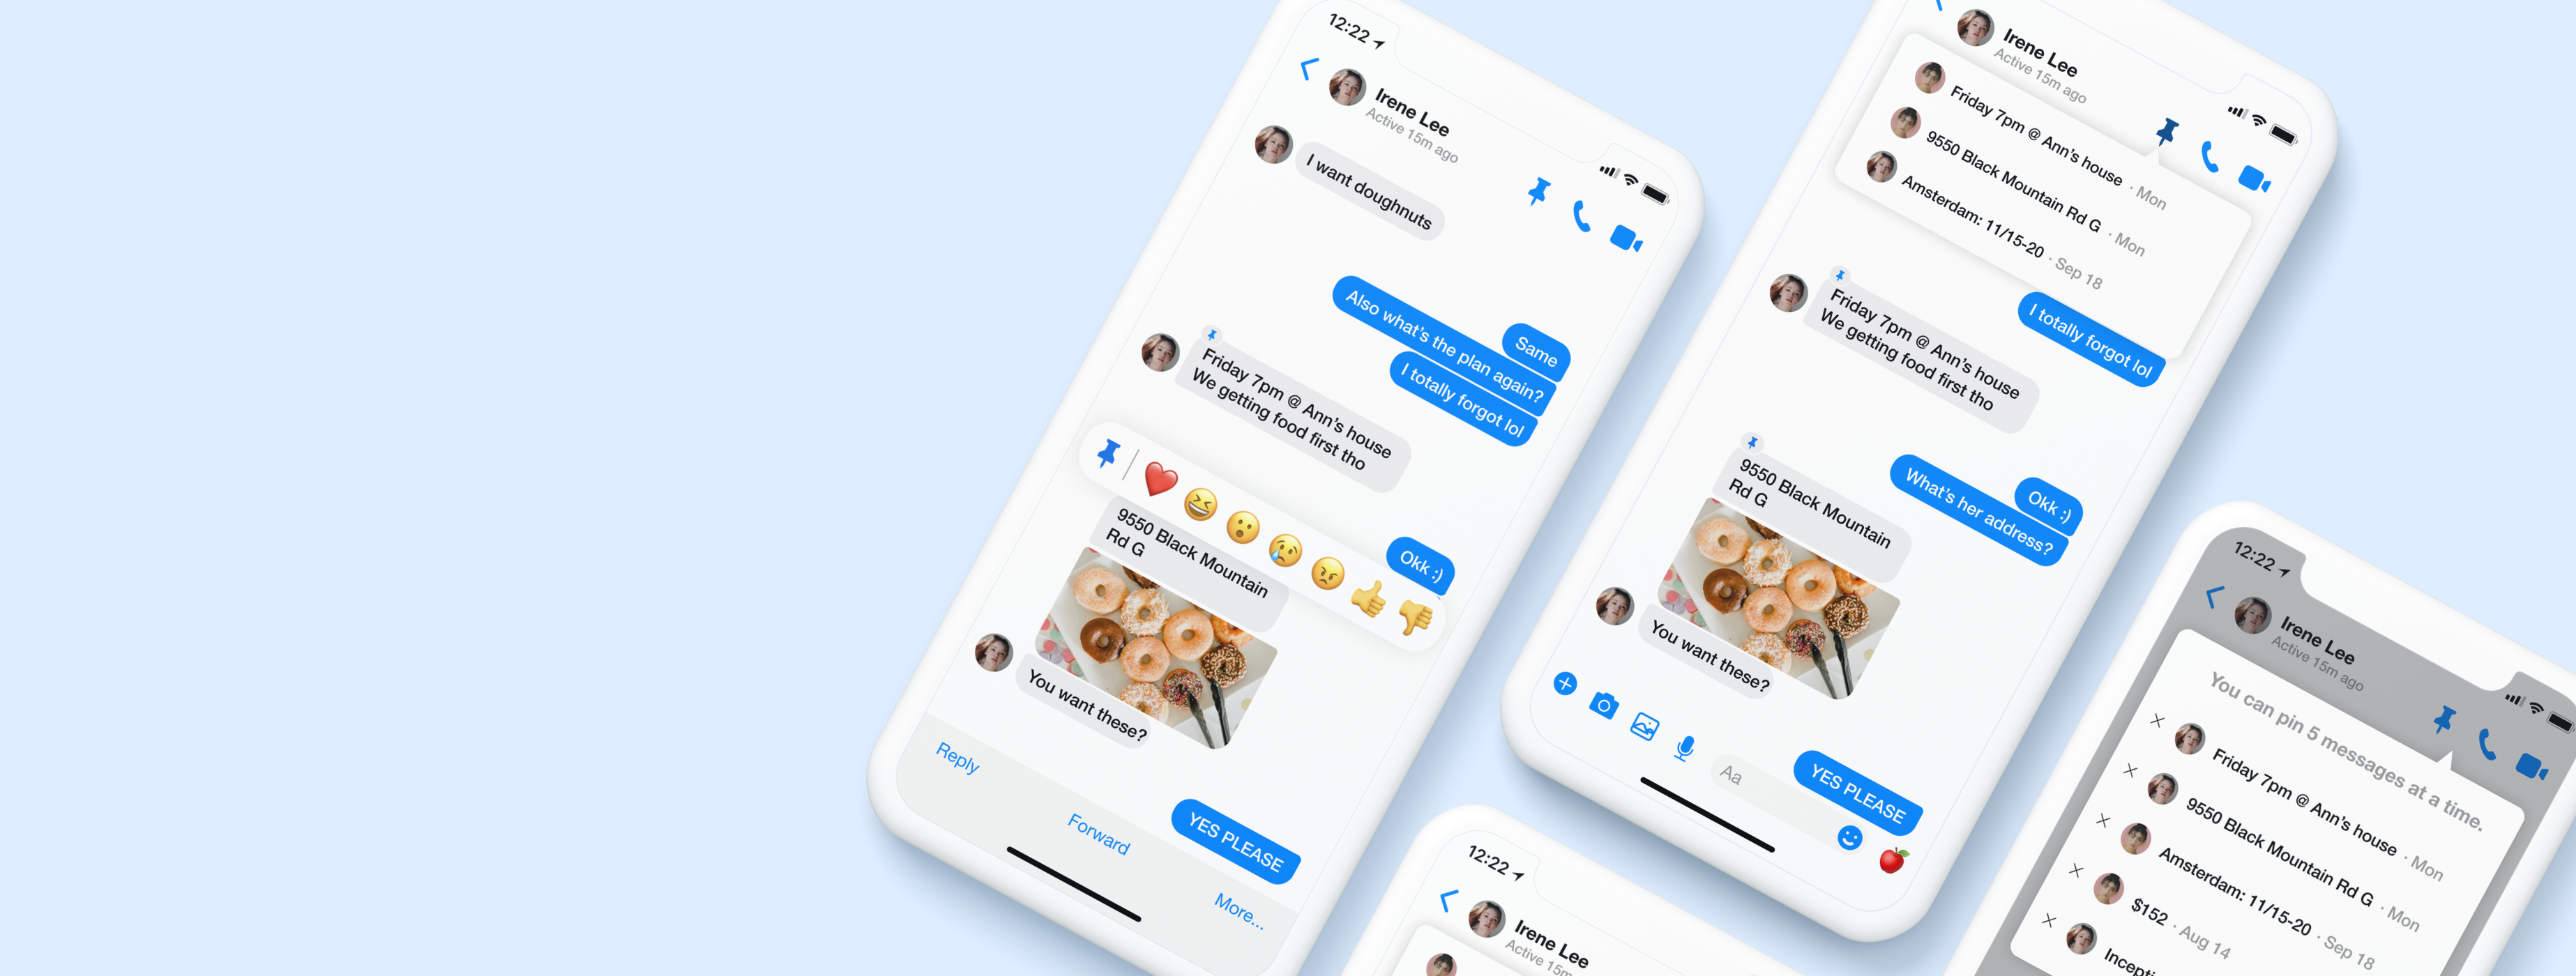 12:22
Irene Lee
Active 15m ago
I want doughnuts
Same
Also what's the plan again?
I totally forgot lol
Friday 7pm @ Ann's house
We getting food first tho
Okk :)
9550 Black Mountain
Rd G
You want these?
YES PLEASE
Reply
Forward
More...
Irene Lee
Active 15m ago
Friday 7pm @ Ann's house · Mon
9550 Black Mountain Rd G · Mon
Amsterdam: 11/15-20 · Sep 18
I totally forgot lol
Friday 7pm @ Ann's house
We getting food first tho
Okk :)
What's her address?
9550 Black Mountain
Rd G
You want these?
YES PLEASE
Aa
12:22
Irene Lee
Active 15m
12:22
Irene Lee
Active 15m ago
You can pin 5 messages at a time.
Friday 7pm @ Ann's house · Mon
9550 Black Mountain Rd G · Mon
Amsterdam: 11/15-20 · Sep 18
$152 · Aug 14